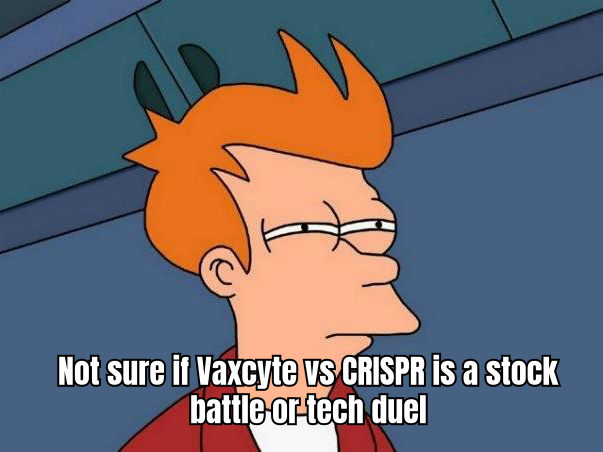 Not sure if Vaxcyte vs CRISPR is a stock
battle or tech duel